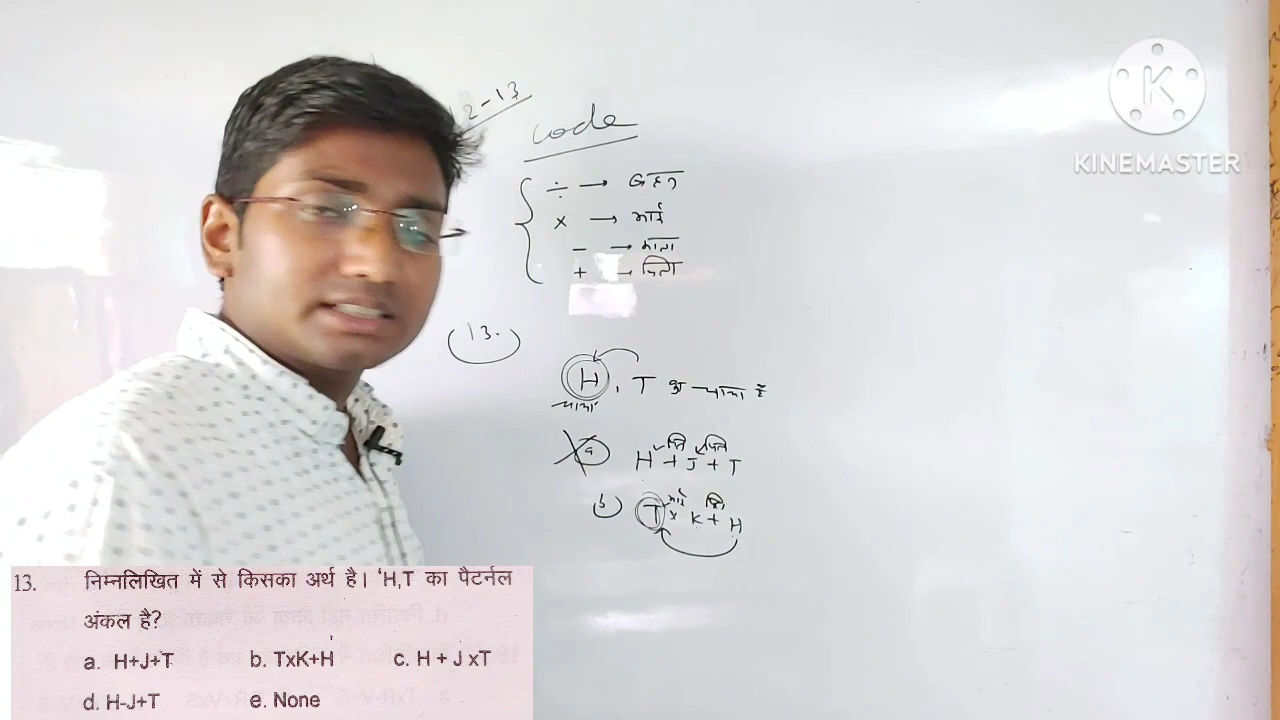 12-13
code
÷ → बहन
× → भाई
- → माता
+ → पिता
13.
H, T का चाचा है
चाचा
a पिता पिता
H + J + T
b भाई पिता
T × K + H
KINEMASTER
13. निम्नलिखित में से किसका अर्थ है। 'H,T का पैटर्नल
अंकल है?
a. H+J+T b. TxK+H c. H + J xT
d. H-J+T e. None